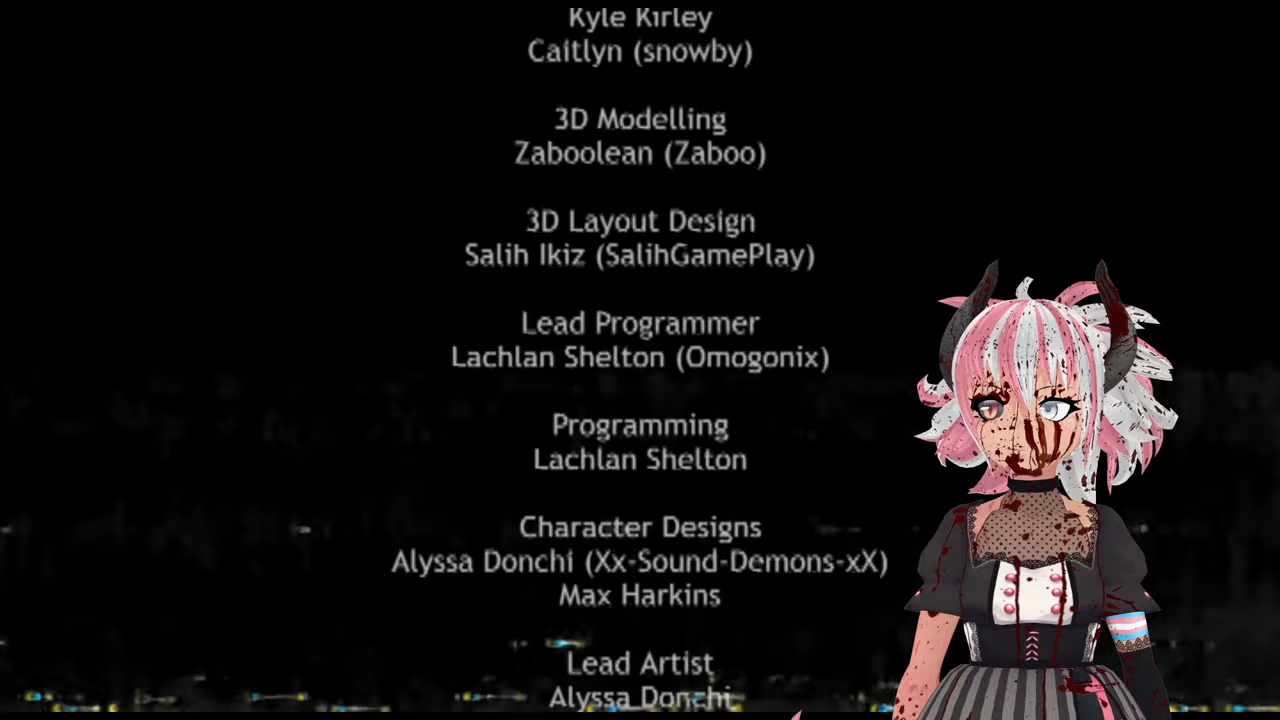 Kyle Kirley
Caitlyn (snowby)
3D Modelling
Zaboolean (Zaboo)
3D Layout Design
Salih Ikiz (SalihGamePlay)
Lead Programmer
Lachlan Shelton (Omogonix)
Programming
Lachlan Shelton
Character Designs
Alyssa Donchi (Xx-Sound-Demons-xX)
Max Harkins
Lead Artist
Alyssa Donchi